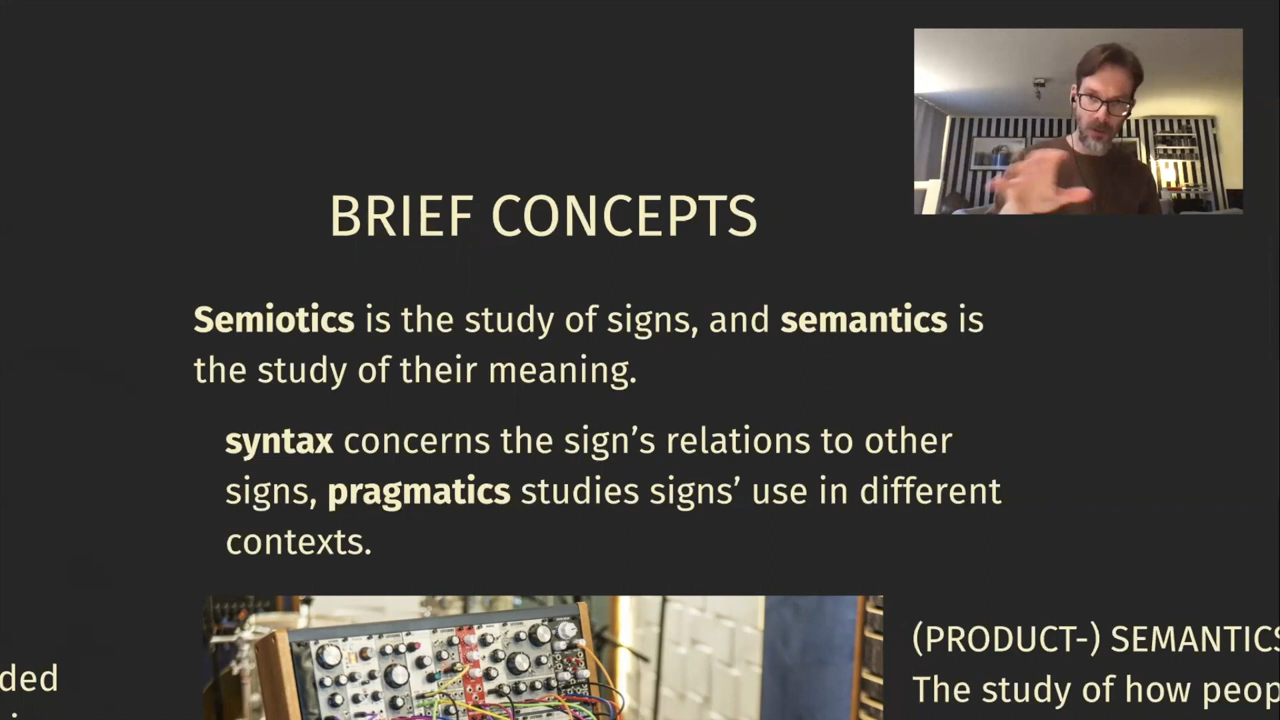 BRIEF CONCEPTS
Semiotics is the study of signs, and semantics is
the study of their meaning.
syntax concerns the sign's relations to other
signs, pragmatics studies signs' use in different
contexts.
(PRODUCT-) SEMANTICS
The study of how peop
ded